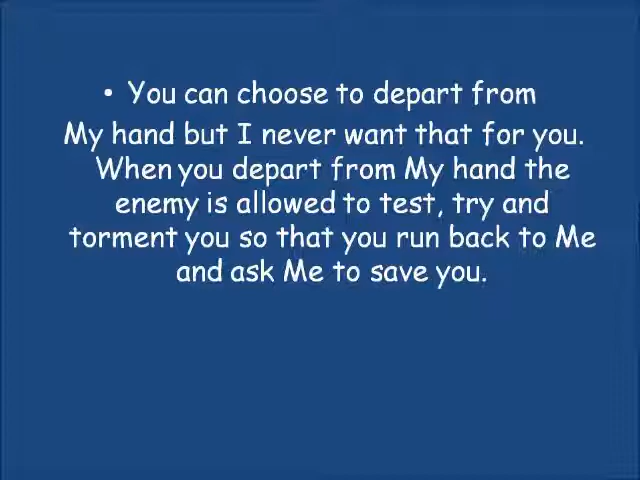 • You can choose to depart from
My hand but I never want that for you.
When you depart from My hand the
enemy is allowed to test, try and
torment you so that you run back to Me
and ask Me to save you.